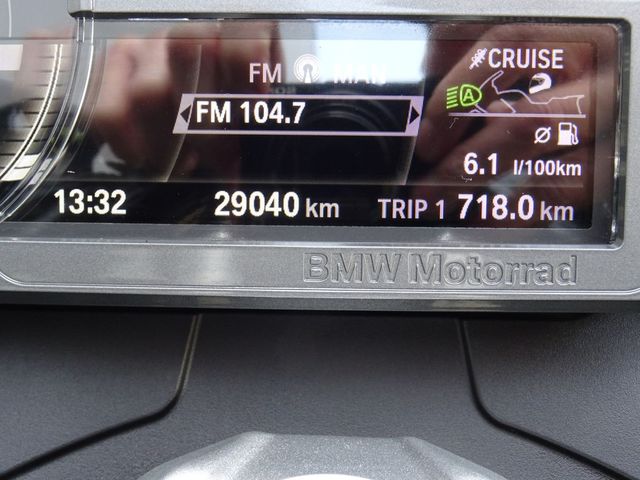 FM MAN
CRUISE
FM 104.7
A
Ø
6.1 l/100km
13:32 29040 km TRIP 1 718.0 km
BMW Motorrad